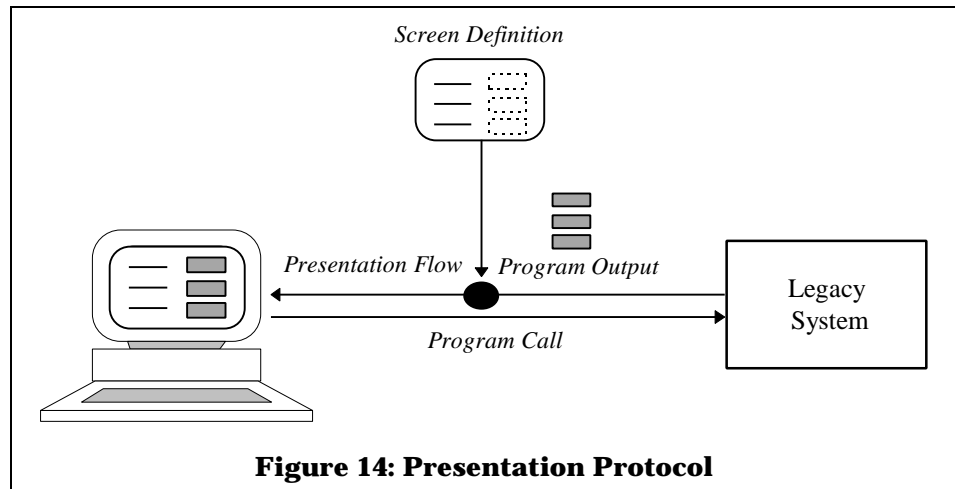 Screen Definition
Presentation Flow
Program Output
Legacy
System
Program Call
Figure 14: Presentation Protocol